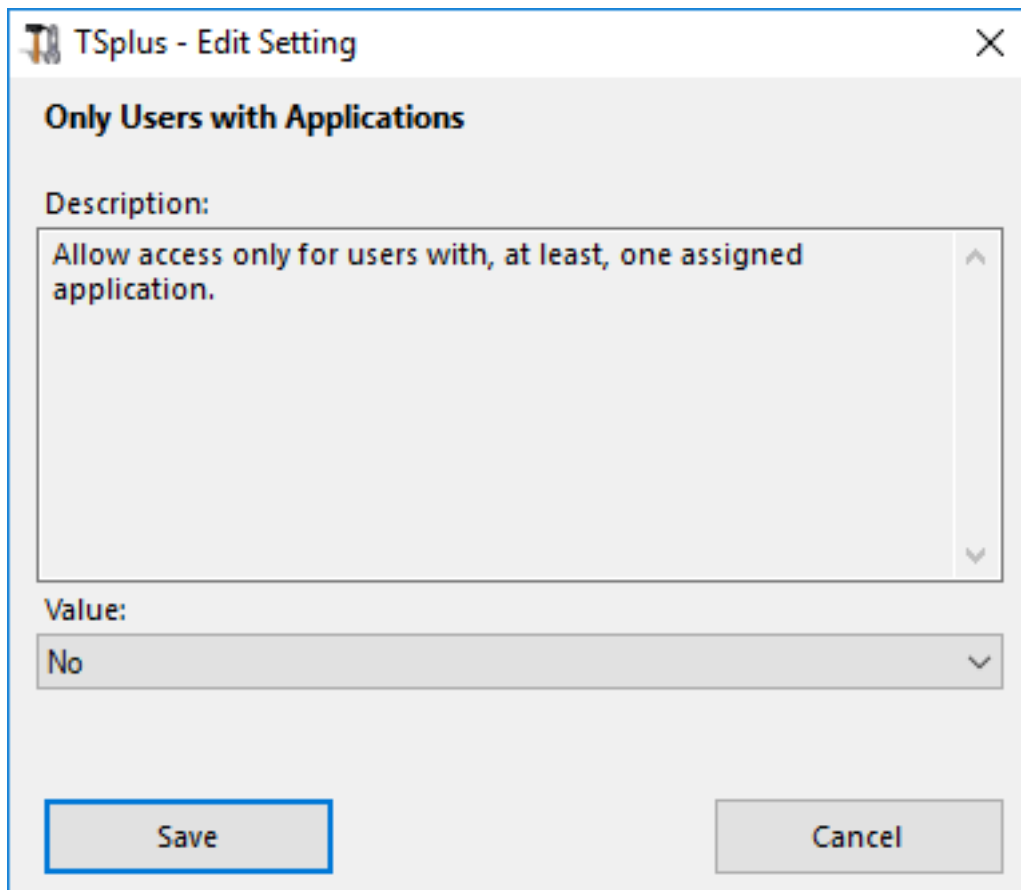 TSplus - Edit Setting
Only Users with Applications
Description:
Allow access only for users with, at least, one assigned
application.
Value:
No
Save
Cancel